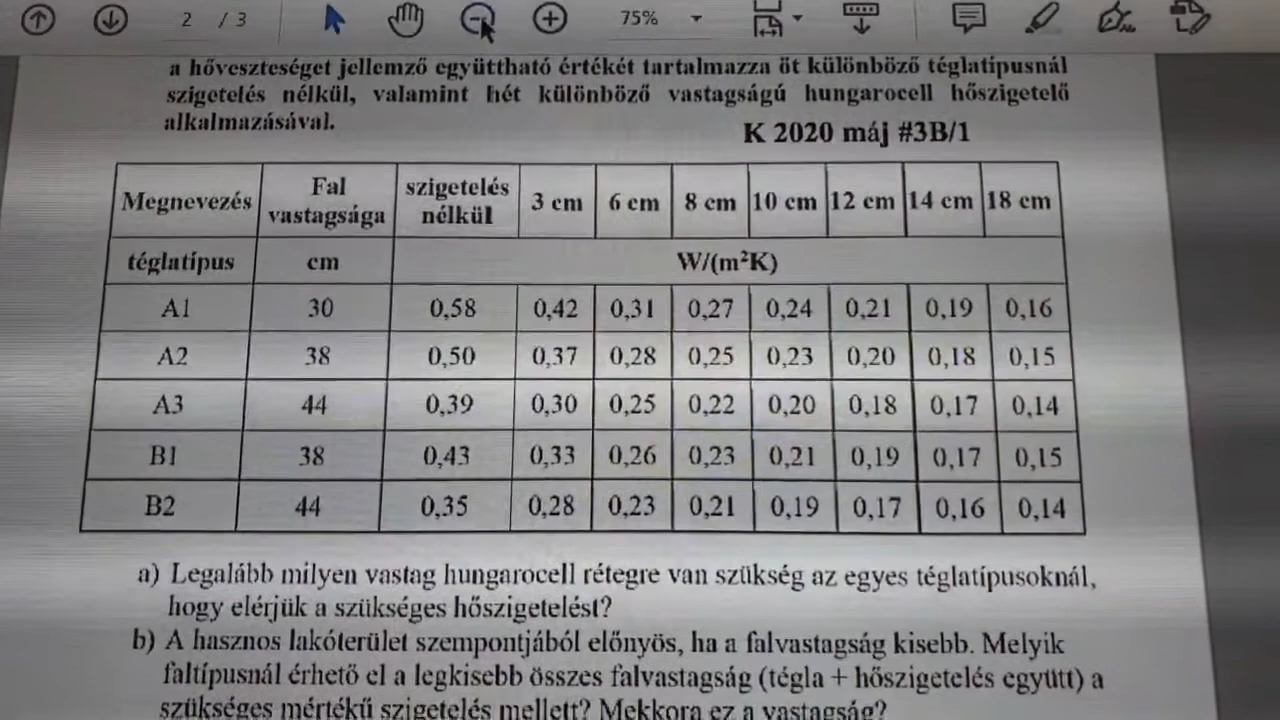 2 / 3 75%
a hőveszteséget jellemző együttható értékét tartalmazza öt különböző téglatípusnál
szigetelés nélkül, valamint hét különböző vastagságú hungarocell hőszigetelő
alkalmazásával.
K 2020 máj #3B/1
Megnevezés Fal vastagsága szigetelés nélkül 3 cm 6 cm 8 cm 10 cm 12 cm 14 cm 18 cm
téglatípus cm W/(m²K)
A1 30 0,58 0,42 0,31 0,27 0,24 0,21 0,19 0,16
A2 38 0,50 0,37 0,28 0,25 0,23 0,20 0,18 0,15
A3 44 0,39 0,30 0,25 0,22 0,20 0,18 0,17 0,14
B1 38 0,43 0,33 0,26 0,23 0,21 0,19 0,17 0,15
B2 44 0,35 0,28 0,23 0,21 0,19 0,17 0,16 0,14
a) Legalább milyen vastag hungarocell rétegre van szükség az egyes téglatípusoknál,
hogy elérjük a szükséges hőszigetelést?
b) A hasznos lakóterület szempontjából előnyös, ha a falvastagság kisebb. Melyik
faltípusnál érhető el a legkisebb összes falvastagság (tégla + hőszigetelés együtt) a
szükséges mértékű szigetelés mellett? Mekkora ez a vastagság?